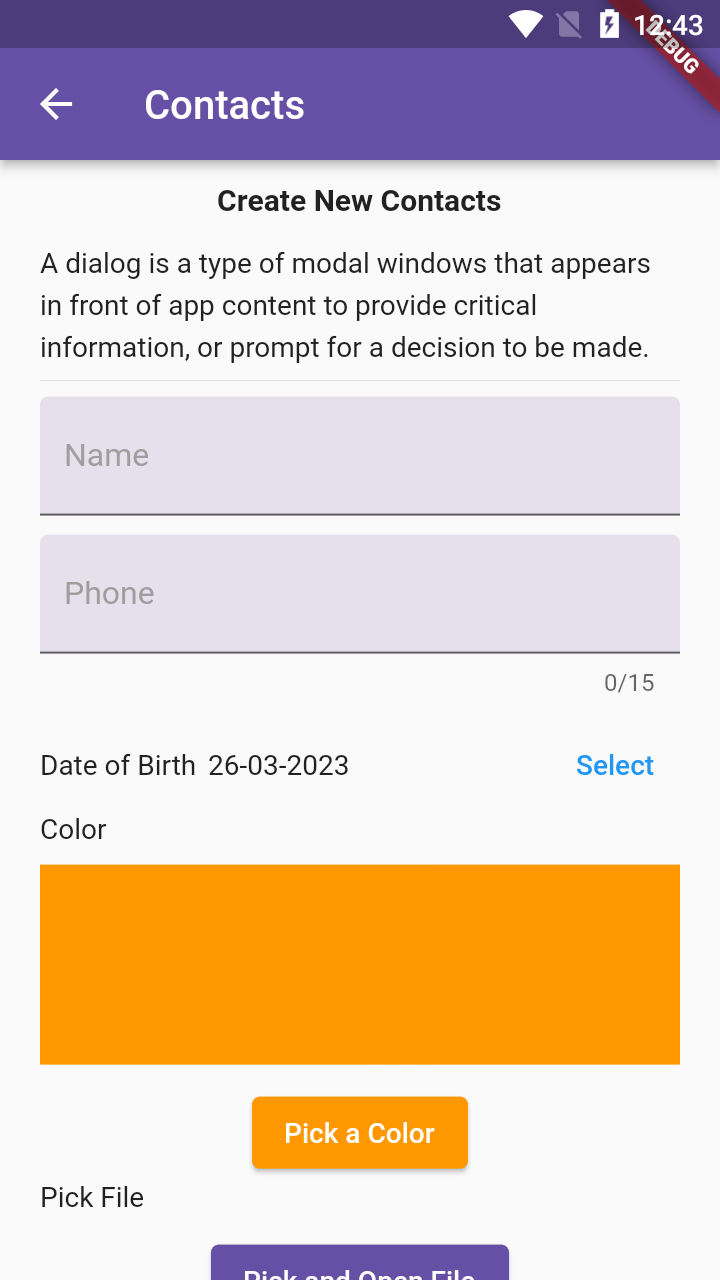 12:43
DEBUG
Contacts
Create New Contacts
A dialog is a type of modal windows that appears
in front of app content to provide critical
information, or prompt for a decision to be made.
Name
Phone
0/15
Date of Birth 26-03-2023 Select
Color
Pick a Color
Pick File
Pick and Open File